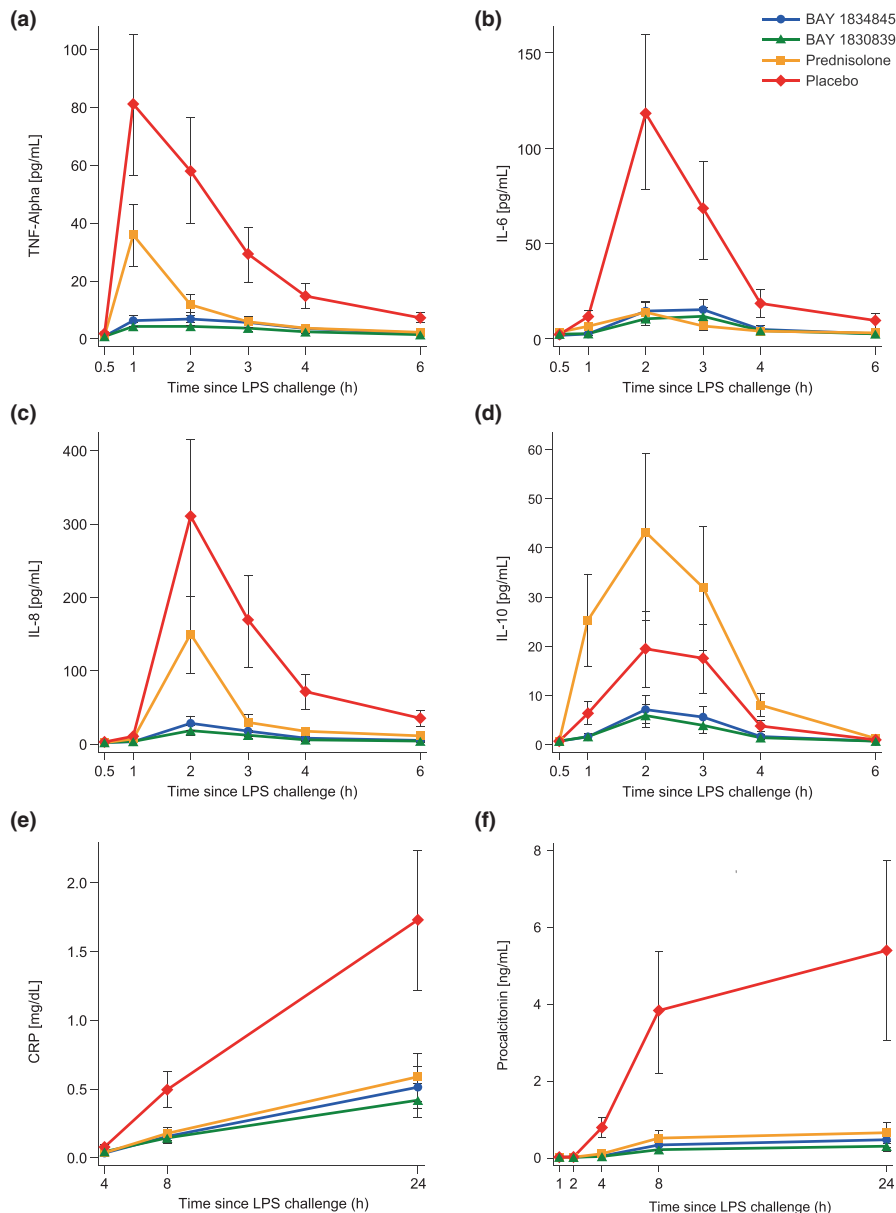 (a)
TNF-Alpha [pg/mL]
100
80
60
40
20
0
0.5 1 2 3 4 6
Time since LPS challenge (h)
(b)
BAY 1834845
BAY 1830839
Prednisolone
Placebo
IL-6 [pg/mL]
150
100
50
0
0.5 1 2 3 4 6
Time since LPS challenge (h)
(c)
IL-8 [pg/mL]
400
300
200
100
0
0.5 1 2 3 4 6
Time since LPS challenge (h)
(d)
IL-10 [pg/mL]
60
50
40
30
20
10
0
0.5 1 2 3 4 6
Time since LPS challenge (h)
(e)
CRP [mg/dL]
2.0
1.5
1.0
0.5
0.0
4 8 24
Time since LPS challenge (h)
(f)
Procalcitonin [ng/mL]
8
6
4
2
0
1 2 4 8 24
Time since LPS challenge (h)